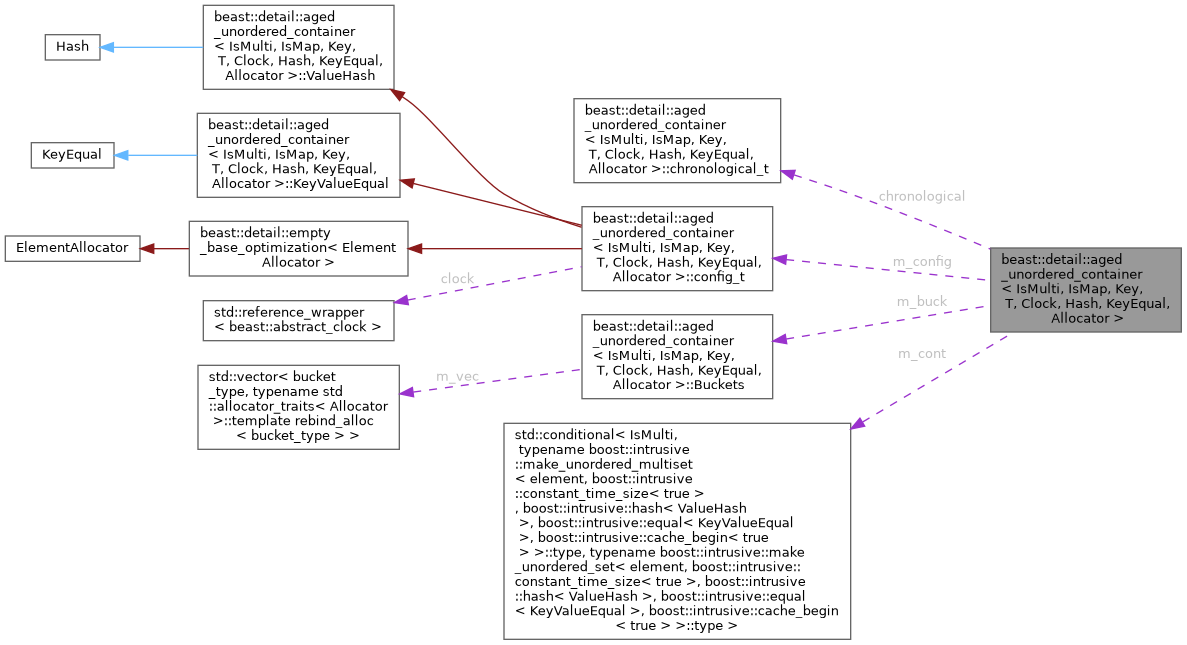 Hash
beast::detail::aged
_unordered_container
< IsMulti, IsMap, Key,
T, Clock, Hash, KeyEqual,
Allocator >::ValueHash
KeyEqual
beast::detail::aged
_unordered_container
< IsMulti, IsMap, Key,
T, Clock, Hash, KeyEqual,
Allocator >::KeyValueEqual
ElementAllocator
beast::detail::empty
_base_optimization< Element
Allocator >
clock
std::reference_wrapper
< beast::abstract_clock >
m_vec
std::vector< bucket
_type, typename std
::allocator_traits< Allocator
>::template rebind_alloc
< bucket_type > >
beast::detail::aged
_unordered_container
< IsMulti, IsMap, Key,
T, Clock, Hash, KeyEqual,
Allocator >::chronological_t
beast::detail::aged
_unordered_container
< IsMulti, IsMap, Key,
T, Clock, Hash, KeyEqual,
Allocator >::config_t
beast::detail::aged
_unordered_container
< IsMulti, IsMap, Key,
T, Clock, Hash, KeyEqual,
Allocator >::Buckets
std::conditional< IsMulti,
typename boost::intrusive
::make_unordered_multiset
< element, boost::intrusive
::constant_time_size< true >
, boost::intrusive::hash< ValueHash
>, boost::intrusive::equal< KeyValueEqual
>, boost::intrusive::cache_begin< true
> >::type, typename boost::intrusive::make
_unordered_set< element, boost::intrusive::
constant_time_size< true >, boost::intrusive
::hash< ValueHash >, boost::intrusive::equal
< KeyValueEqual >, boost::intrusive::cache_begin
< true > >::type >
chronological
m_config
m_buck
m_cont
beast::detail::aged
_unordered_container
< IsMulti, IsMap, Key,
T, Clock, Hash, KeyEqual,
Allocator >